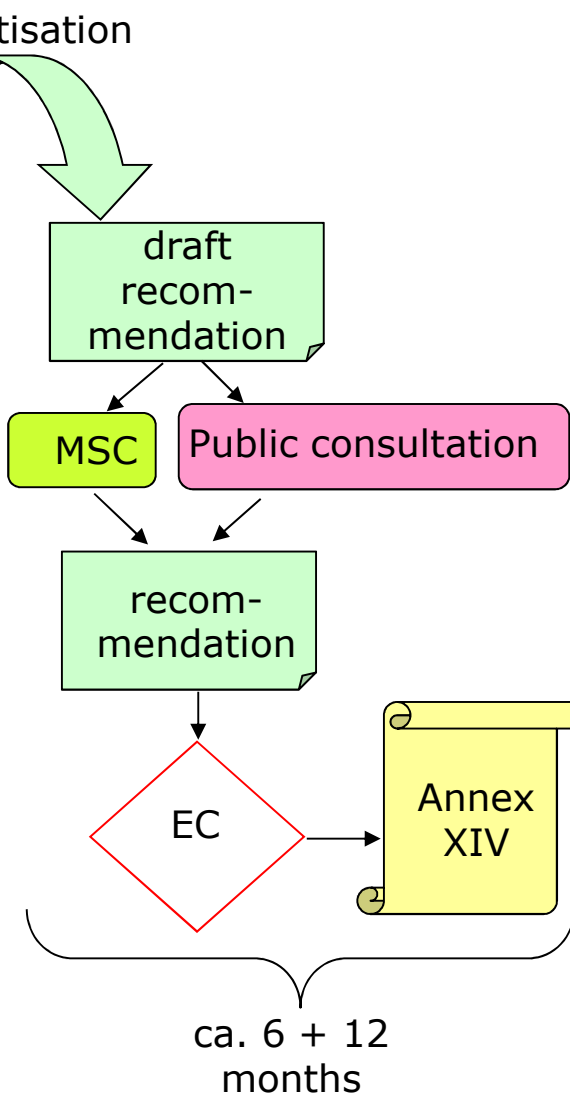 tisation
draft
recom-
mendation
MSC
Public consultation
recom-
mendation
EC
Annex
XIV
ca. 6 + 12
months